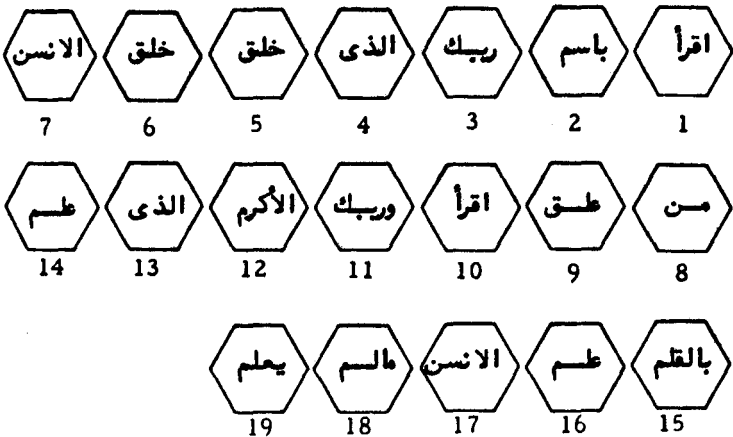 اقرأ باسم ربك الذى خلق خلق الانسن
1 2 3 4 5 6 7
من علق اقرأ وربك الأكرم الذى علم
8 9 10 11 12 13 14
بالقلم علم الانسن مالم يعلم
15 16 17 18 19